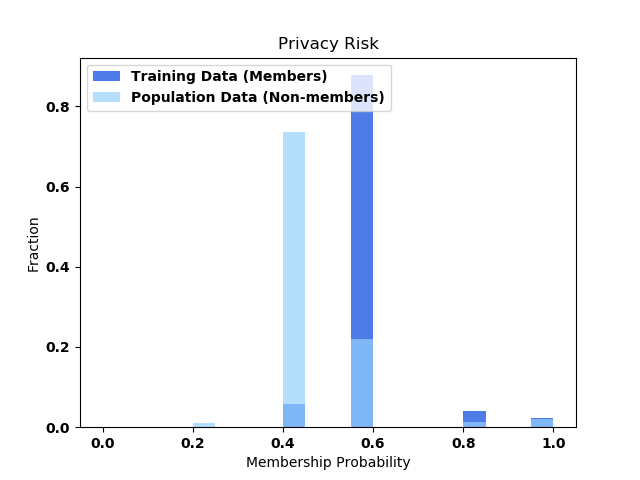 Privacy Risk
Training Data (Members)
Population Data (Non-members)
0.8
0.6
0.4
0.2
0.0
Fraction
0.0 0.2 0.4 0.6 0.8 1.0
Membership Probability